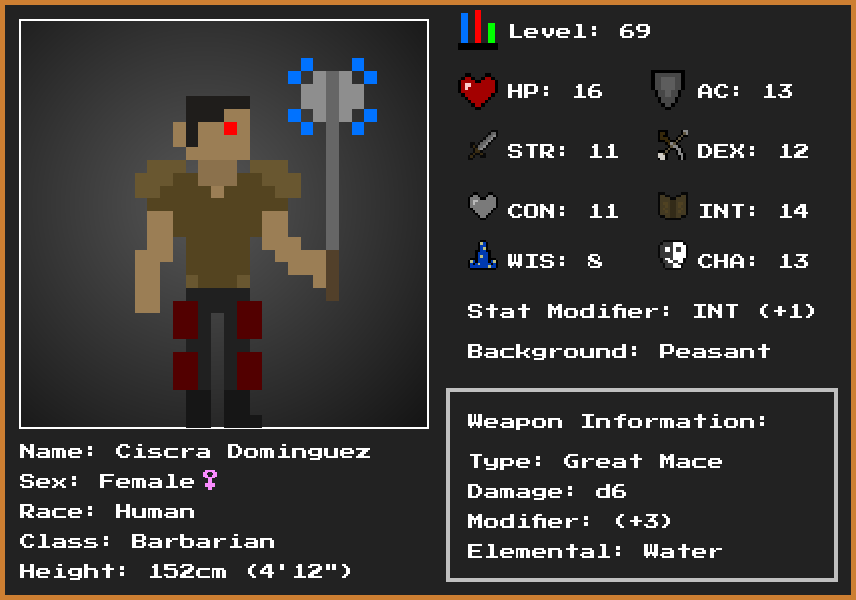 Level: 69
HP: 16 AC: 13
STR: 11 DEX: 12
CON: 11 INT: 14
WIS: 8 CHA: 13
Stat Modifier: INT (+1)
Background: Peasant
Weapon Information:
Type: Great Mace
Damage: d6
Modifier: (+3)
Elemental: Water
Name: Ciscra Dominguez
Sex: Female♀
Race: Human
Class: Barbarian
Height: 152cm (4'12")